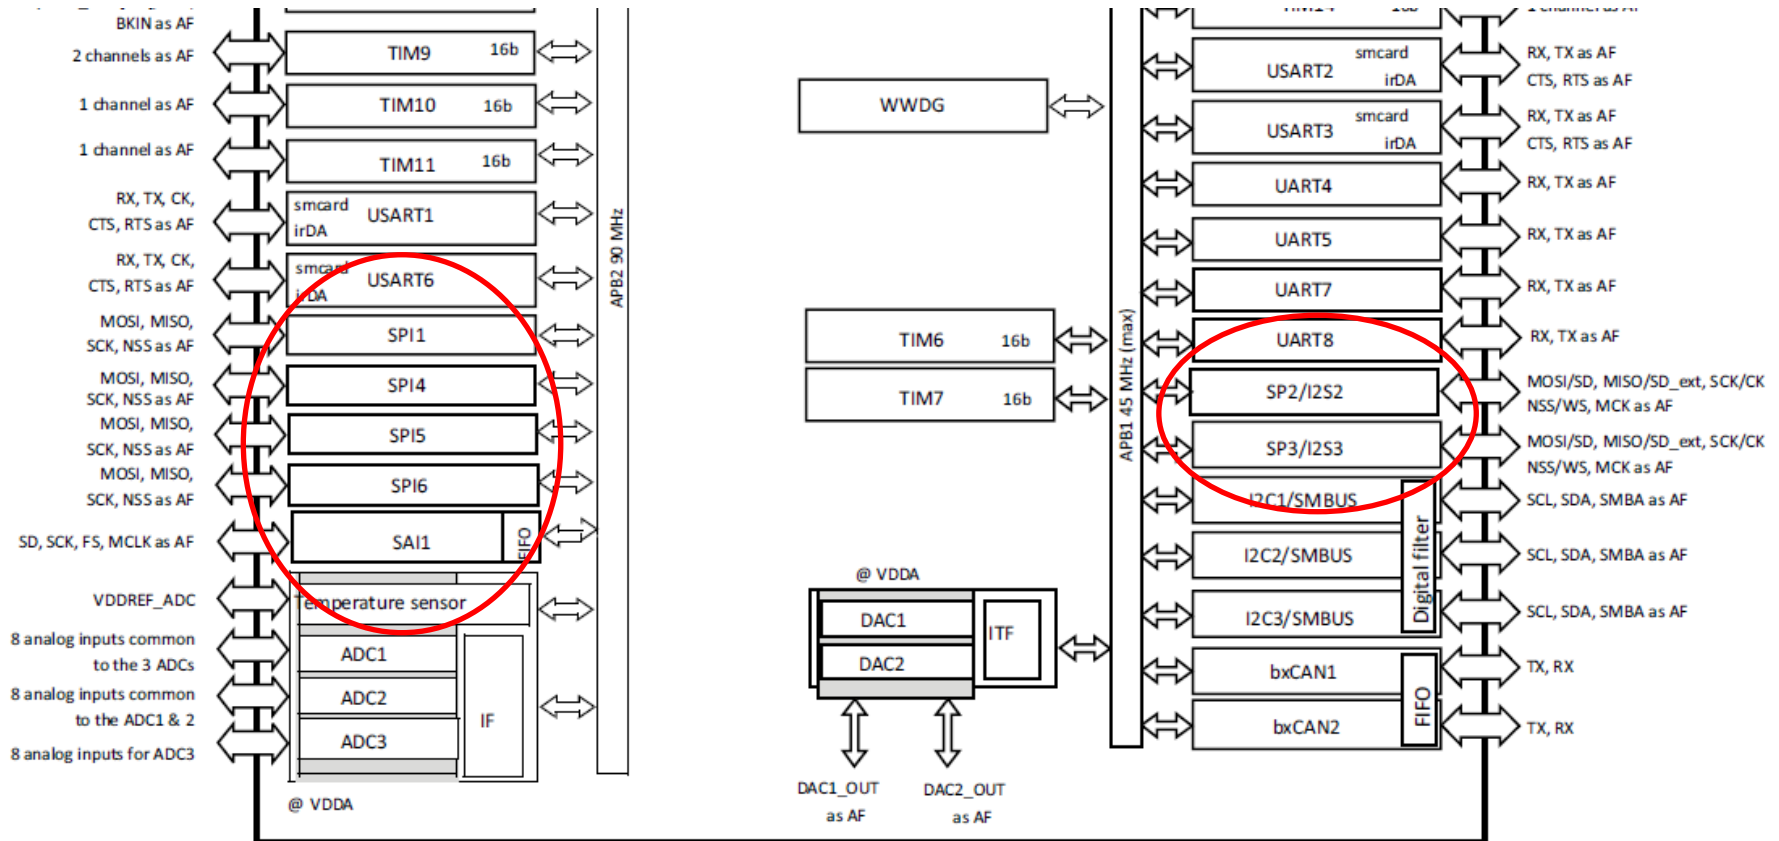 BKIN as AF
2 channels as AF
TIM9 16b
1 channel as AF
TIM10 16b
1 channel as AF
TIM11 16b
RX, TX, CK,
CTS, RTS as AF
smcard
irDA
USART1
RX, TX, CK,
CTS, RTS as AF
smcard
irDA
USART6
MOSI, MISO,
SCK, NSS as AF
SPI1
MOSI, MISO,
SCK, NSS as AF
SPI4
MOSI, MISO,
SCK, NSS as AF
SPI5
MOSI, MISO,
SCK, NSS as AF
SPI6
SD, SCK, FS, MCLK as AF
SAI1
FIFO
VDDREF_ADC
Temperature sensor
8 analog inputs common
to the 3 ADCs
ADC1
8 analog inputs common
to the ADC1 & 2
ADC2
8 analog inputs for ADC3
ADC3
IF
@ VDDA
APB2 90 MHz
WWDG
TIM6 16b
TIM7 16b
@ VDDA
DAC1
DAC2
ITF
DAC1_OUT
as AF
DAC2_OUT
as AF
APB1 45 MHz (max)
TIM14 16b
1 channel as AF
USART2
smcard
irDA
RX, TX as AF
CTS, RTS as AF
USART3
smcard
irDA
RX, TX as AF
CTS, RTS as AF
UART4
RX, TX as AF
UART5
RX, TX as AF
UART7
RX, TX as AF
UART8
RX, TX as AF
SP2/I2S2
MOSI/SD, MISO/SD_ext, SCK/CK
NSS/WS, MCK as AF
SP3/I2S3
MOSI/SD, MISO/SD_ext, SCK/CK
NSS/WS, MCK as AF
I2C1/SMBUS
SCL, SDA, SMBA as AF
I2C2/SMBUS
SCL, SDA, SMBA as AF
I2C3/SMBUS
SCL, SDA, SMBA as AF
Digital filter
bxCAN1
TX, RX
bxCAN2
TX, RX
FIFO